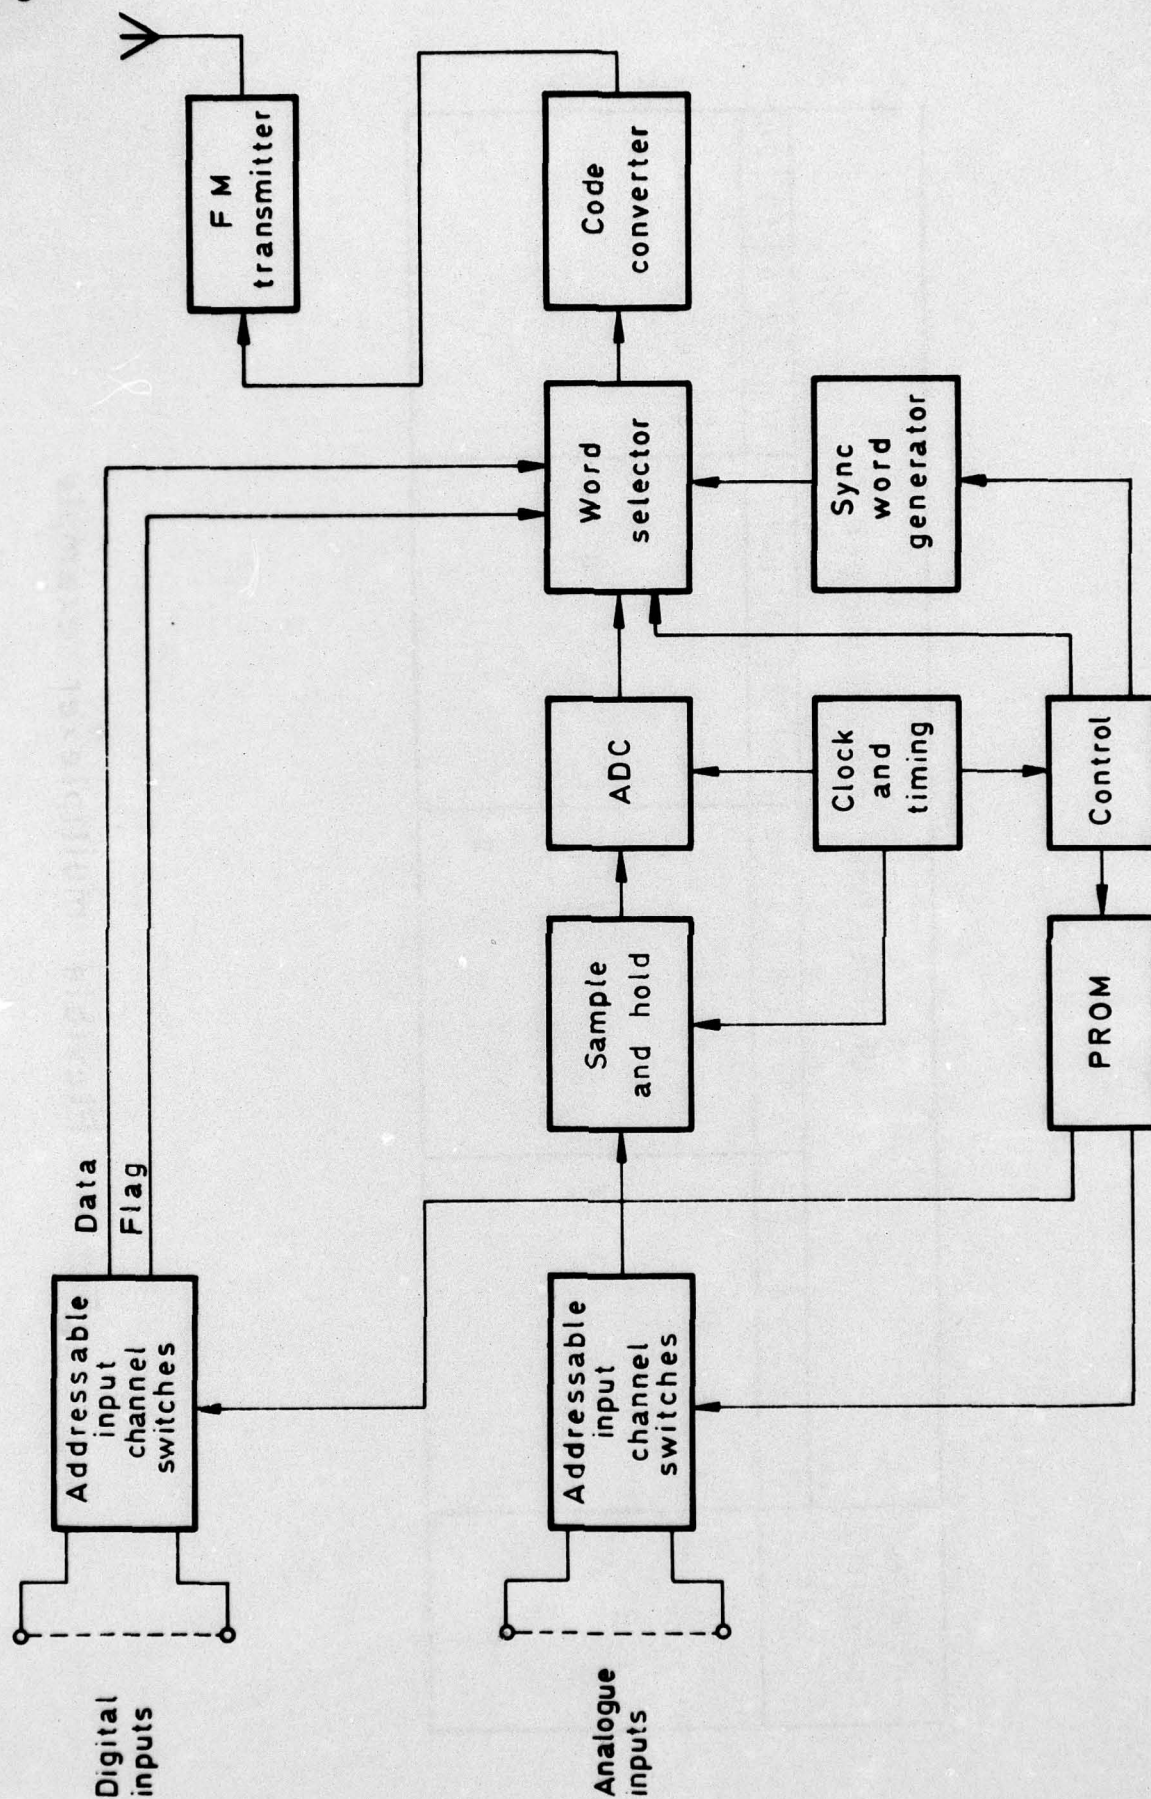 Digital
inputs
Addressable
input
channel
switches
Data
Flag
FM
transmitter
Analogue
inputs
Addressable
input
channel
switches
Sample
and hold
ADC
Word
selector
Code
converter
Clock
and
timing
Sync
word
generator
PROM
Control